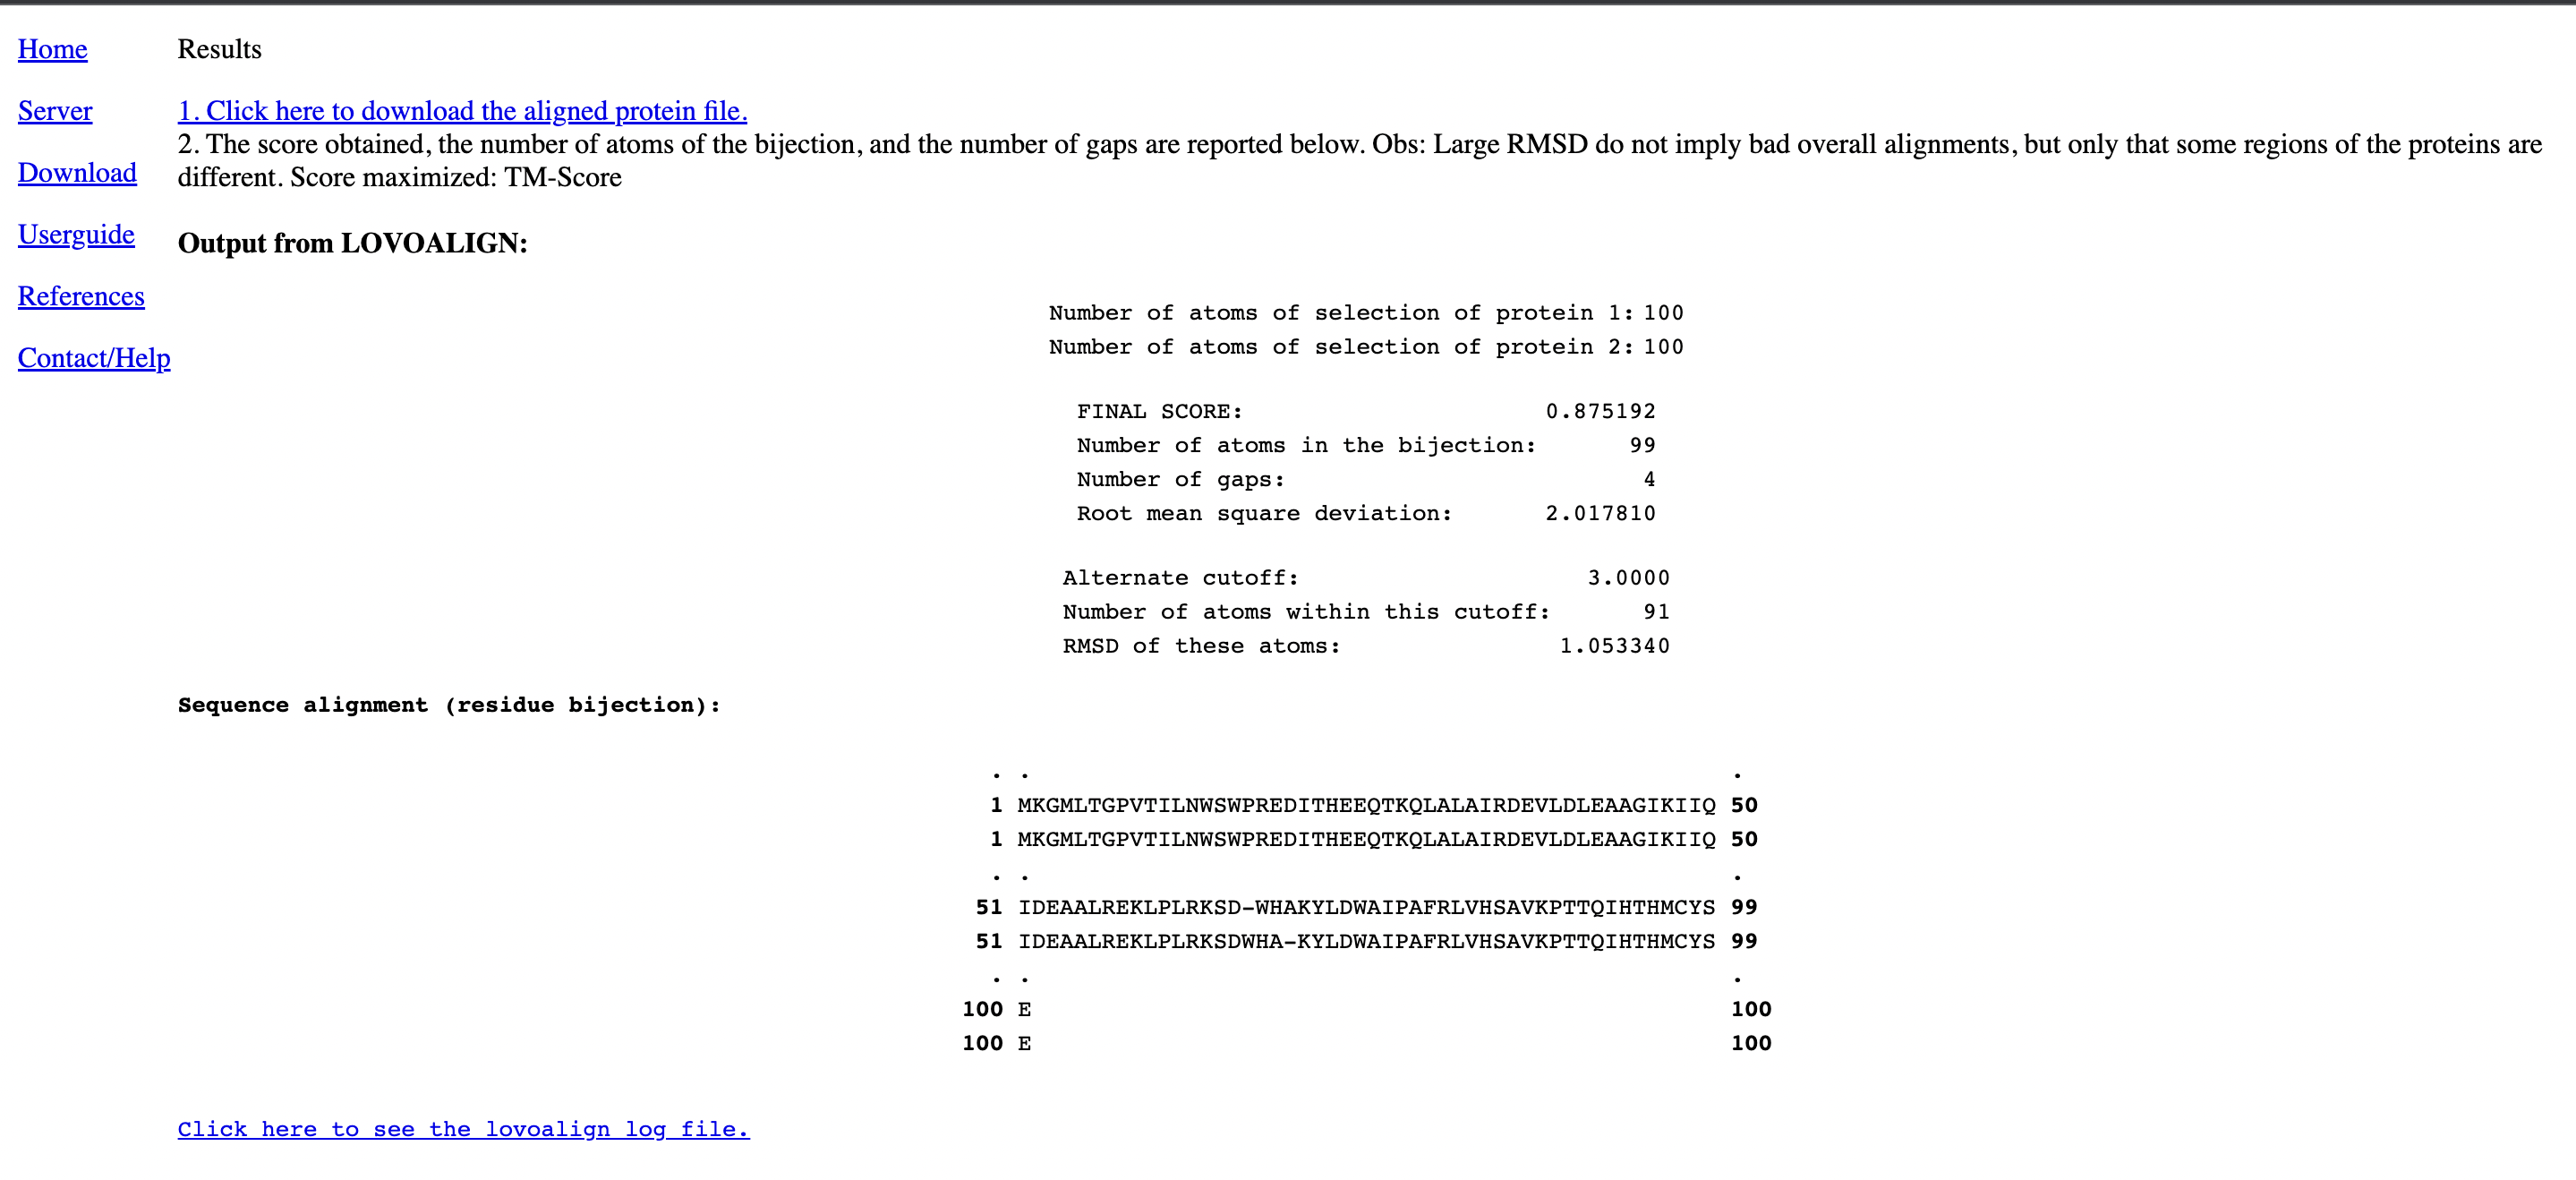 Home
Server
Download
Userguide
References
Contact/Help
Results
1. Click here to download the aligned protein file.
2. The score obtained, the number of atoms of the bijection, and the number of gaps are reported below. Obs: Large RMSD do not imply bad overall alignments, but only that some regions of the proteins are
different. Score maximized: TM-Score
Output from LOVOALIGN:
Number of atoms of selection of protein 1: 100
Number of atoms of selection of protein 2: 100
FINAL SCORE: 0.875192
Number of atoms in the bijection: 99
Number of gaps: 4
Root mean square deviation: 2.017810
Alternate cutoff: 3.0000
Number of atoms within this cutoff: 91
RMSD of these atoms: 1.053340
Sequence alignment (residue bijection):
. . .
1 MKGMLTGPVTILNWSWPREDITHEEQTKQLALAIRDEVLDLEAAGIKIIQ 50
1 MKGMLTGPVTILNWSWPREDITHEEQTKQLALAIRDEVLDLEAAGIKIIQ 50
. . .
51 IDEAALREKLPLRKSD-WHAKYLDWAIPAFRLVHSAVKPTTQIHTHMCYS 99
51 IDEAALREKLPLRKSDWHA-KYLDWAIPAFRLVHSAVKPTTQIHTHMCYS 99
. . .
100 E 100
100 E 100
Click here to see the lovoalign log file.